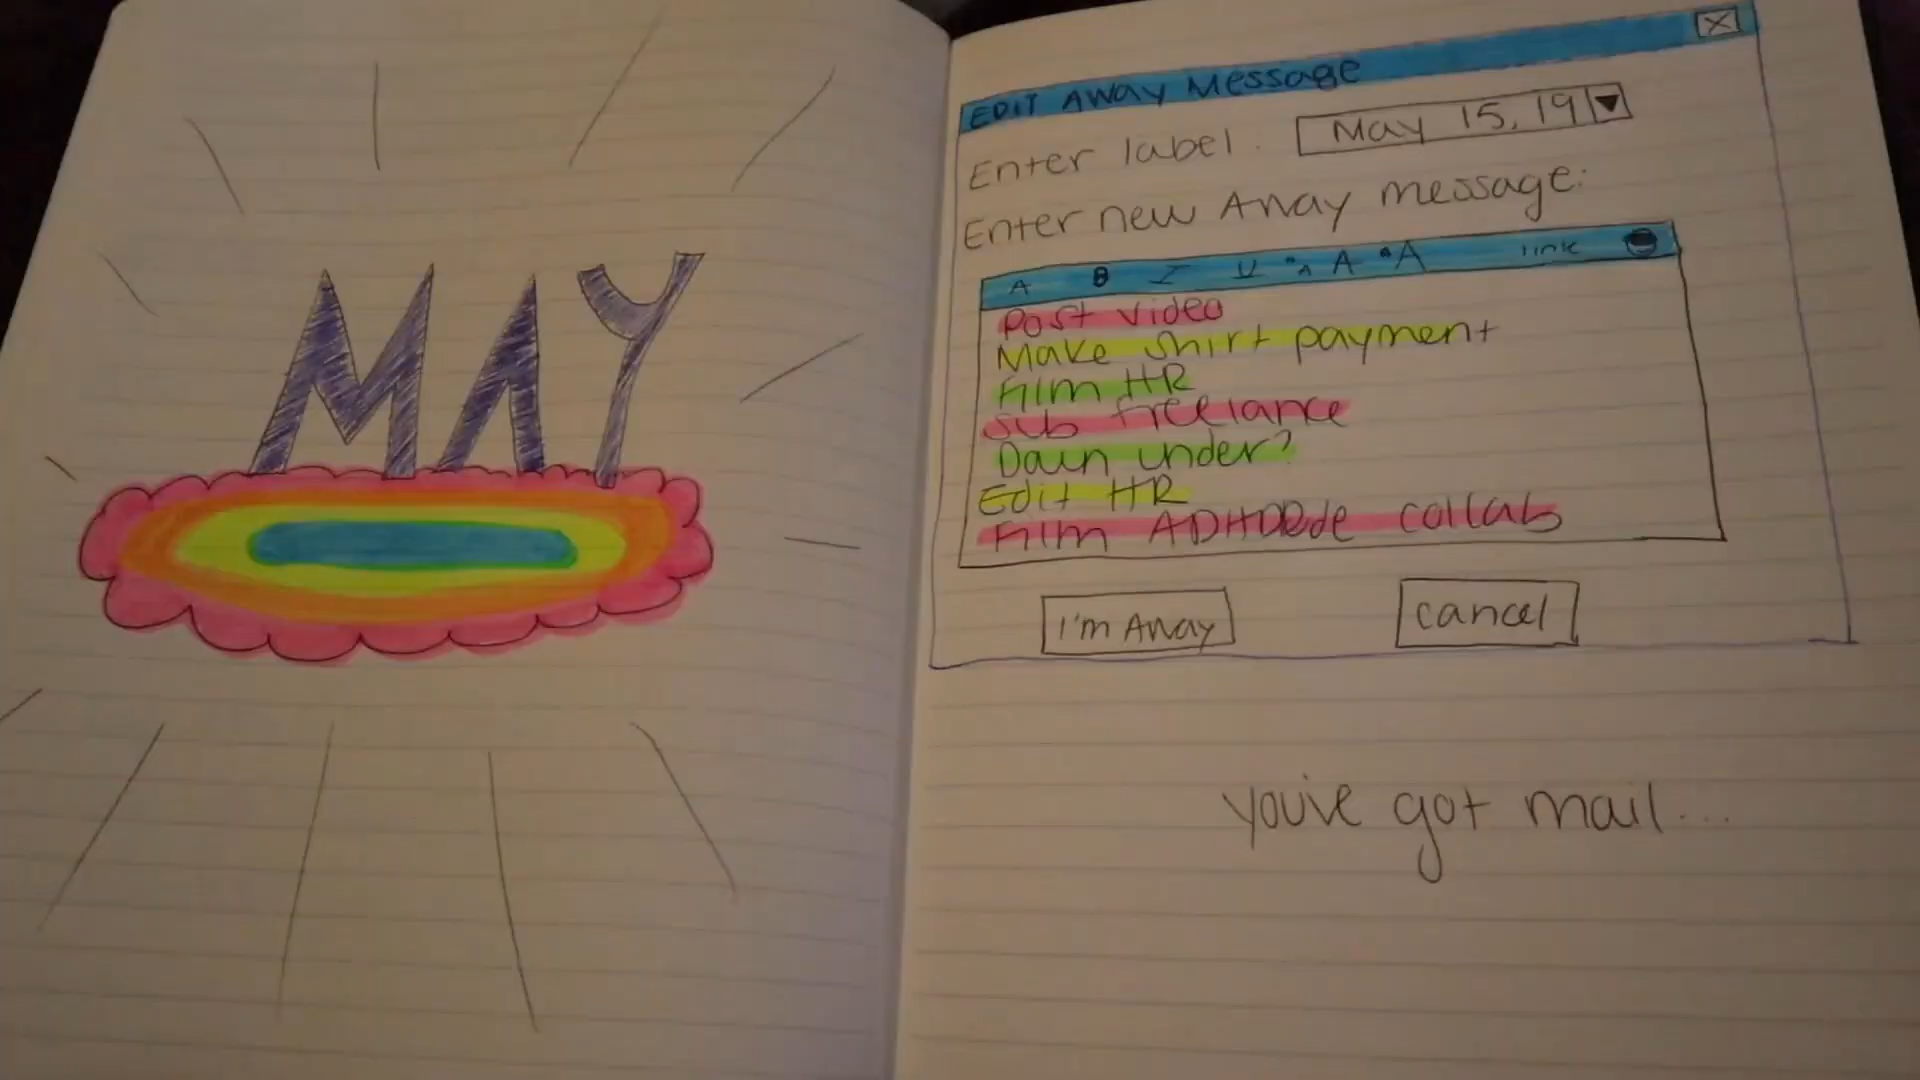 MAY
EDIT AWAY MESSAGE
Enter label: May 15, 19
Enter new Away message:
A B I U A A A link
Post video
Make shirt payment
Film HR
Sub freelance
Down under?
Edit HR
Film collab
I'm Away cancel
you've got mail...